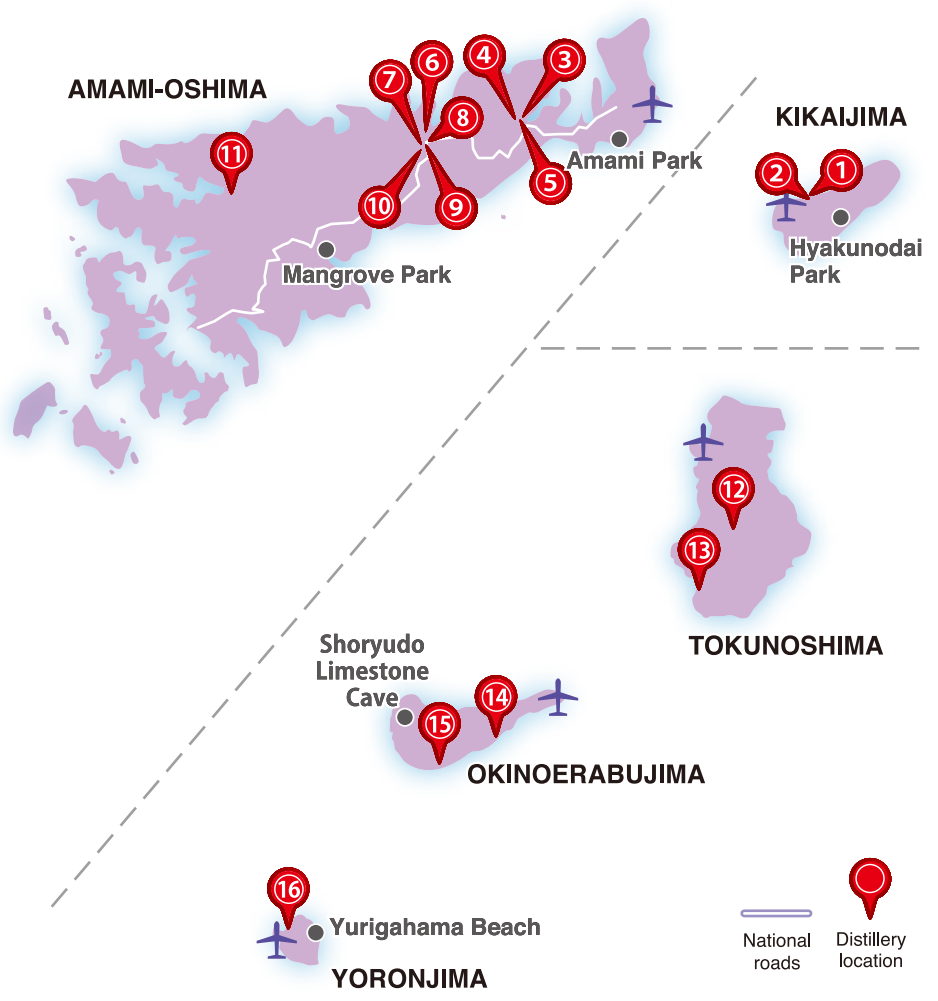 AMAMI-OSHIMA
7
6
4
3
8
11
10
9
5
Amami Park
Mangrove Park
KIKAIJIMA
2
1
Hyakunodai
Park
12
13
TOKUNOSHIMA
Shoryudo
Limestone
Cave
15
14
OKINOERABUJIMA
16
Yurigahama Beach
YORONJIMA
National
roads
Distillery
location